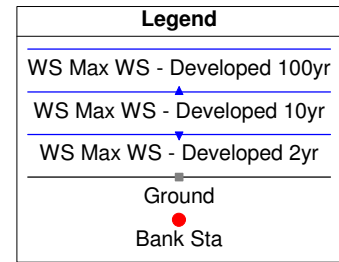 Legend
WS Max WS - Developed 100yr
WS Max WS - Developed 10yr
WS Max WS - Developed 2yr
Ground
Bank Sta